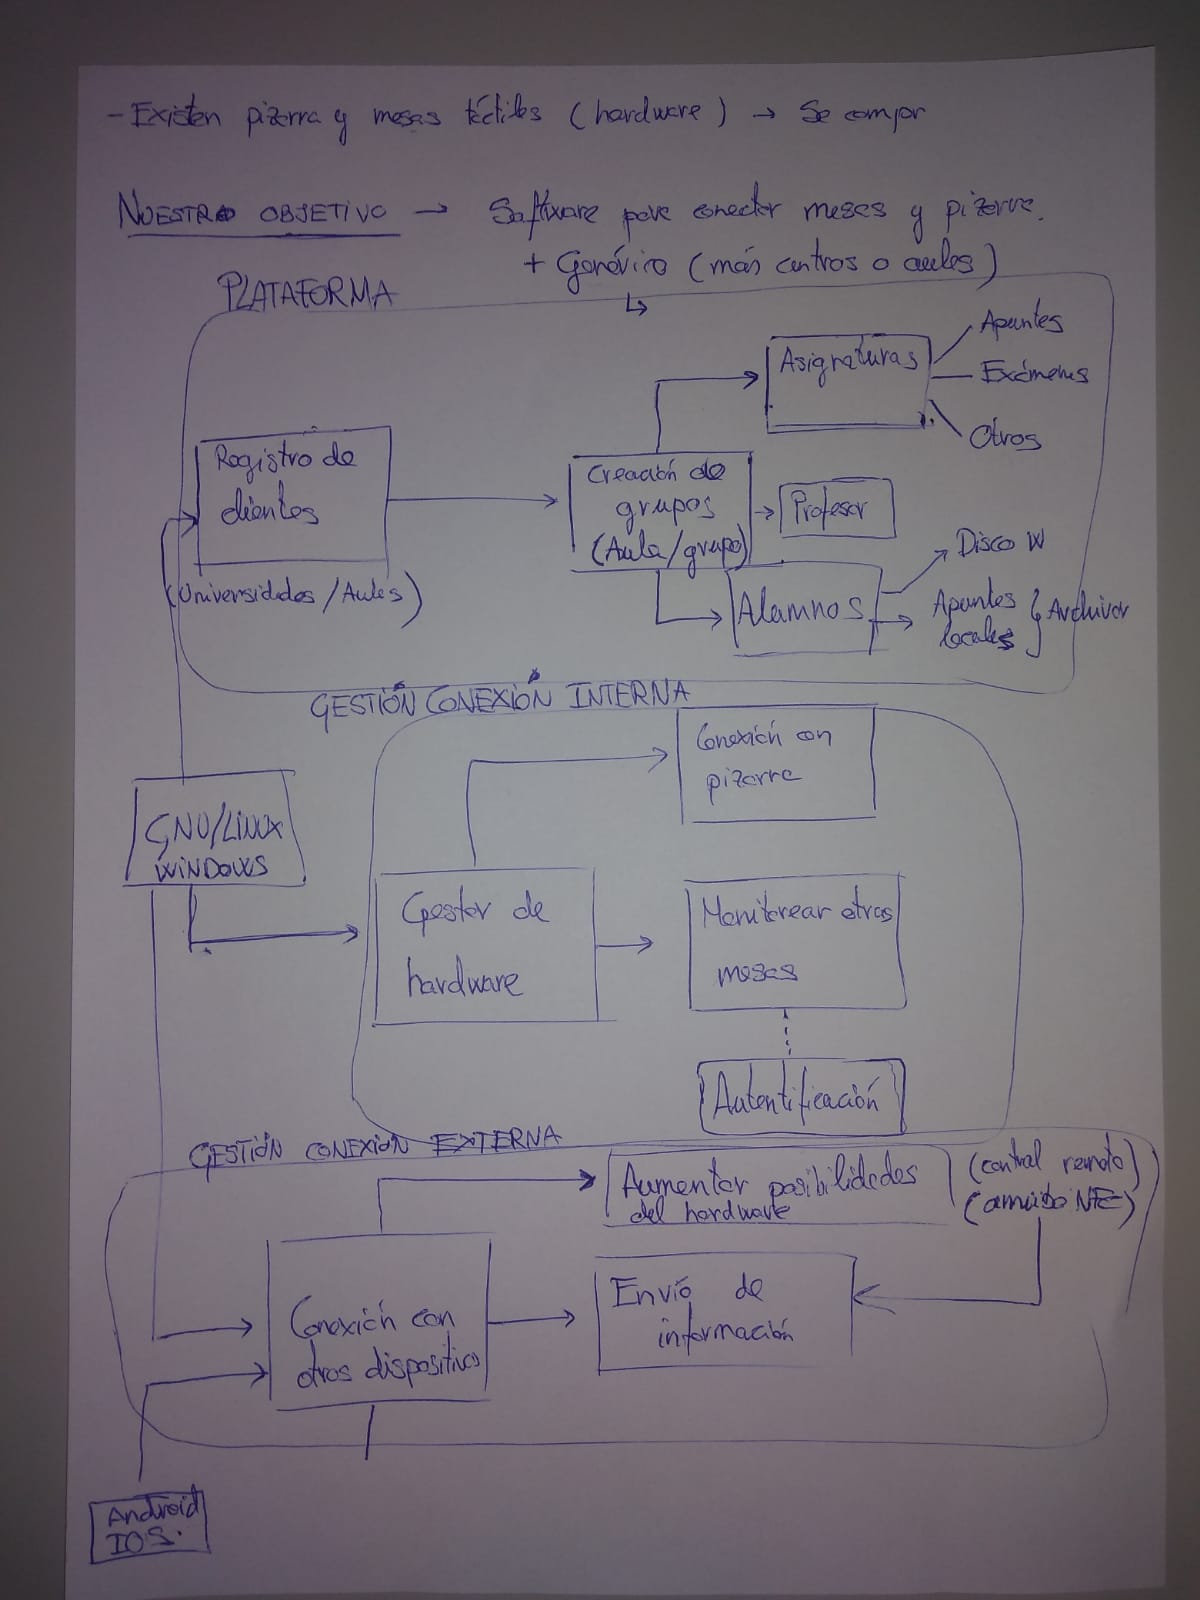 - Existen pizarra y mesas táctiles (hardware) → Se compar
NUESTRO OBJETIVO → Software para conectar mesas y pizarra.
+ Genérico (más centros o aulas)
PLATAFORMA
Apuntes
Asignaturas
Exámenes
Otros
Registro de
clientes
(Universidades / Aulas)
Creación de
grupos
(Aula/grupo)
Profesor
Disco W
Alamnos
Apuntes
locales
Archivar
GESTIÓN CONEXIÓN INTERNA
Conexión con
pizarra
GNU/LINUX
WINDOWS
Gestor de
hardware
Monitorear otras
mesas
Autentificación
GESTIÓN CONEXIÓN EXTERNA
Aumentar posibilidades
del hardware
(control remoto)
Envío de
información
Conexión con
otros dispositivos
Android
IOS.